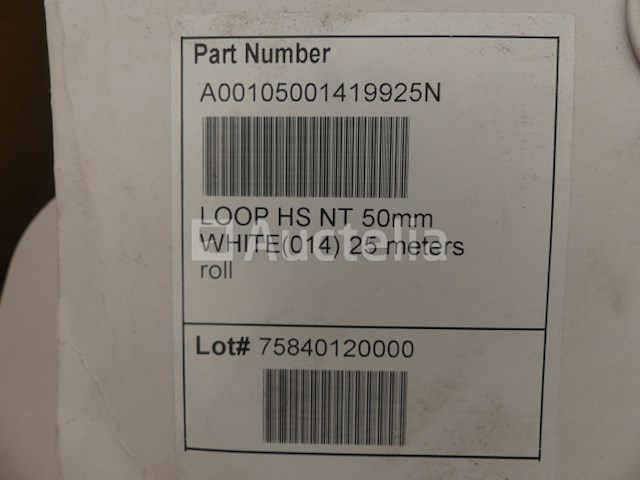 Part Number
A00105001419925N
LOOP HS NT 50mm
WHITE(014) 25 meters
roll
Auctelia
Lot# 75840120000